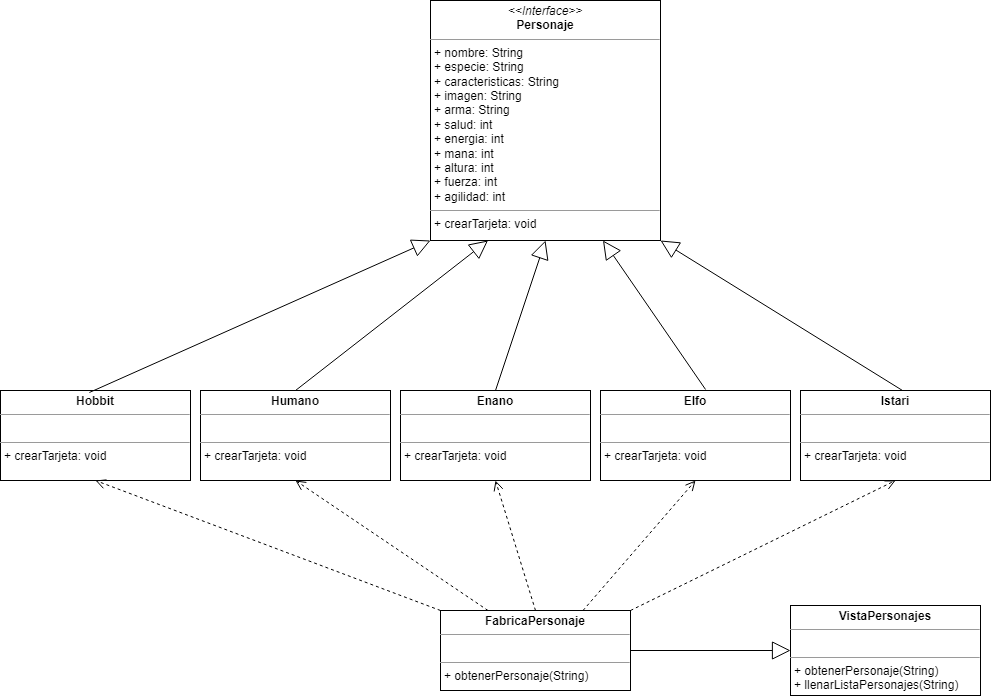 <<Interface>>
Personaje
+ nombre: String
+ especie: String
+ caracteristicas: String
+ imagen: String
+ arma: String
+ salud: int
+ energia: int
+ mana: int
+ altura: int
+ fuerza: int
+ agilidad: int
+ crearTarjeta: void
Hobbit
+ crearTarjeta: void
Humano
+ crearTarjeta: void
Enano
+ crearTarjeta: void
Elfo
+ crearTarjeta: void
Istari
+ crearTarjeta: void
FabricaPersonaje
+ obtenerPersonaje(String)
VistaPersonajes
+ obtenerPersonaje(String)
+ llenarListaPersonajes(String)